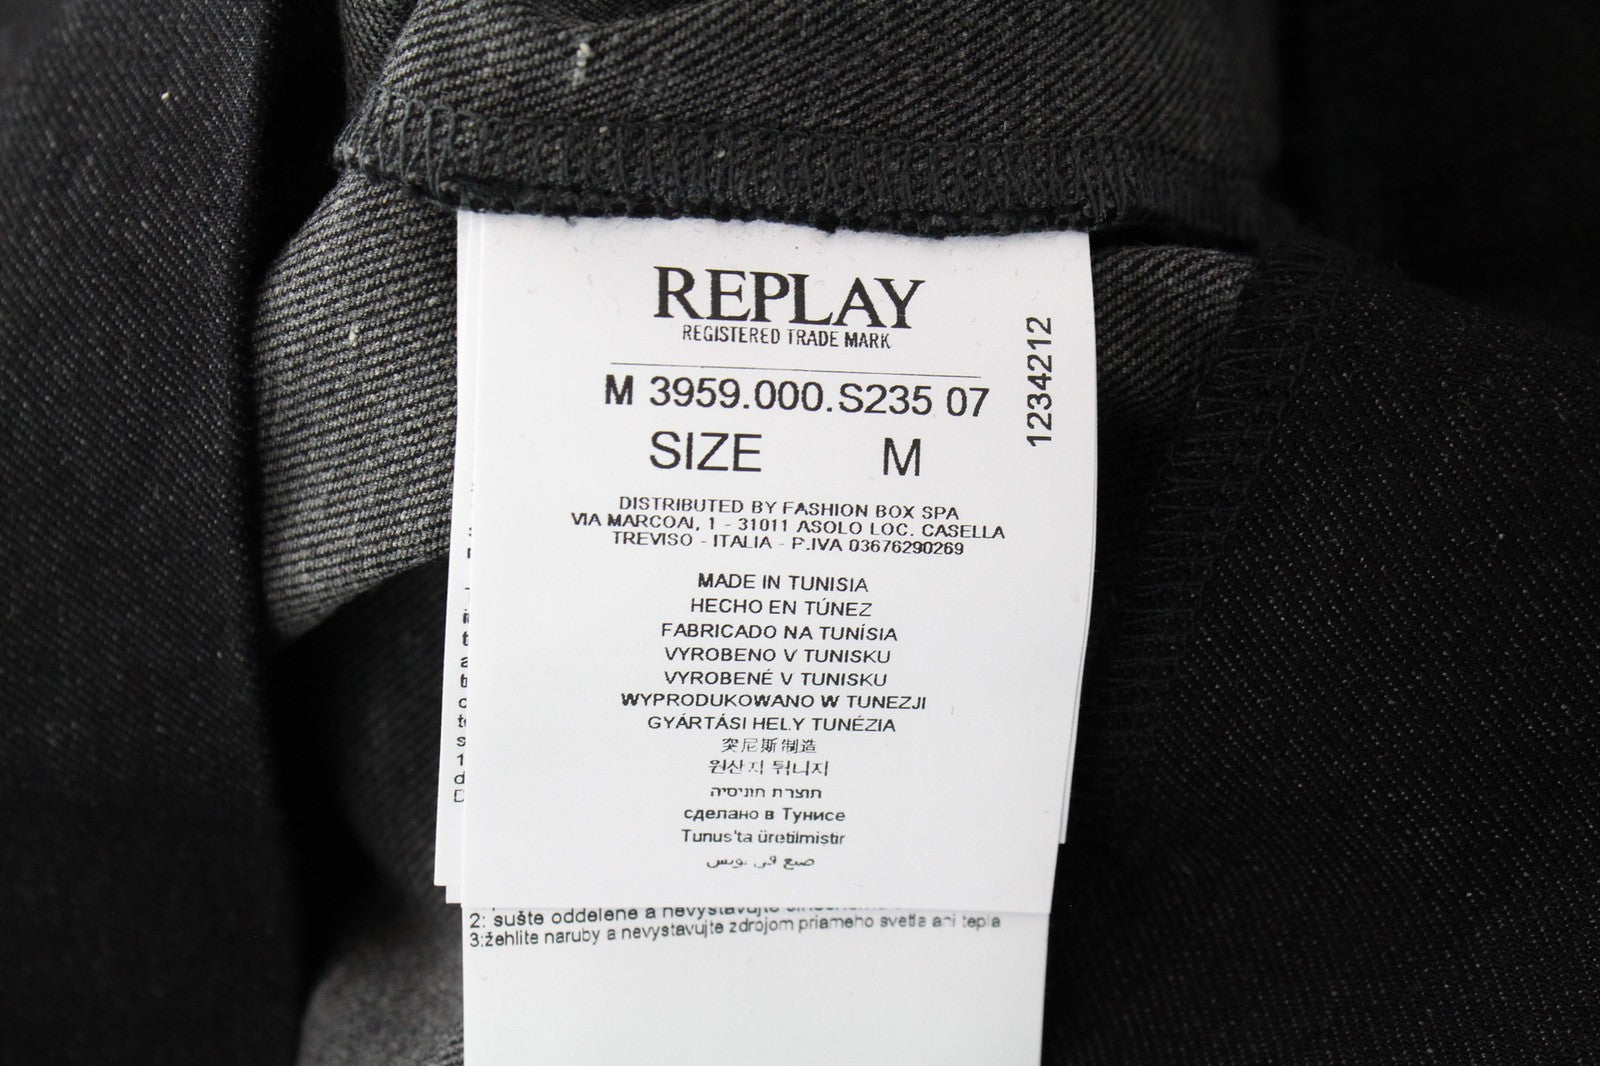 REPLAY
REGISTERED TRADE MARK
M 3959.000.S235 07
1234212
SIZE M
DISTRIBUTED BY FASHION BOX SPA
VIA MARCOAI, 1 - 31011 ASOLO LOC. CASELLA
TREVISO - ITALIA - P.IVA 03676290269
MADE IN TUNISIA
HECHO EN TÚNEZ
FABRICADO NA TUNÍSIA
VYROBENO V TUNISKU
VYROBENÉ V TUNISKU
WYPRODUKOWANO W TUNEZJI
GYÁRTÁSI HELY TUNÉZIA
突尼斯制造
원산지 튀니지
תוצרת תוניסיה
сделано в Тунисе
Tunus'ta üretilmistir
صنع في تونس
2: sušte oddelene a nevystavujte
3:žehlite naruby a nevystavujte zdrojom priameho svetla ani tepla